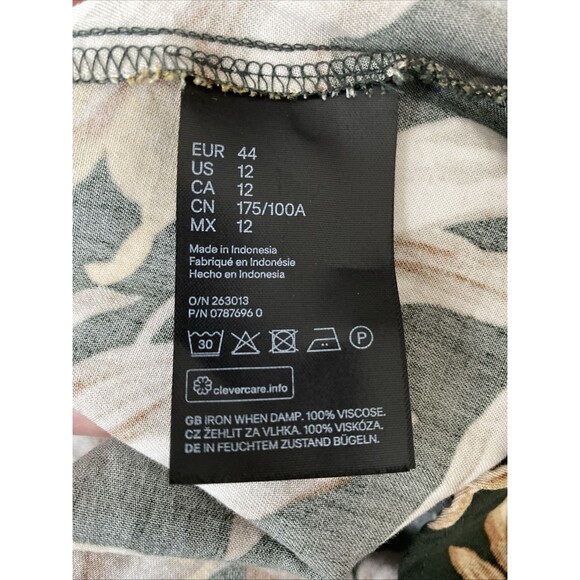 EUR 44
US 12
CA 12
CN 175/100A
MX 12
Made in Indonesia
Fabriqué en Indonésie
Hecho en Indonesia
O/N 263013
P/N 0787696 0
30 P
clevercare.info
GB IRON WHEN DAMP. 100% VISCOSE.
CZ ŽEHLIT ZA VLHKA. 100% VISKÓZA.
DE IN FEUCHTEM ZUSTAND BÜGELN.